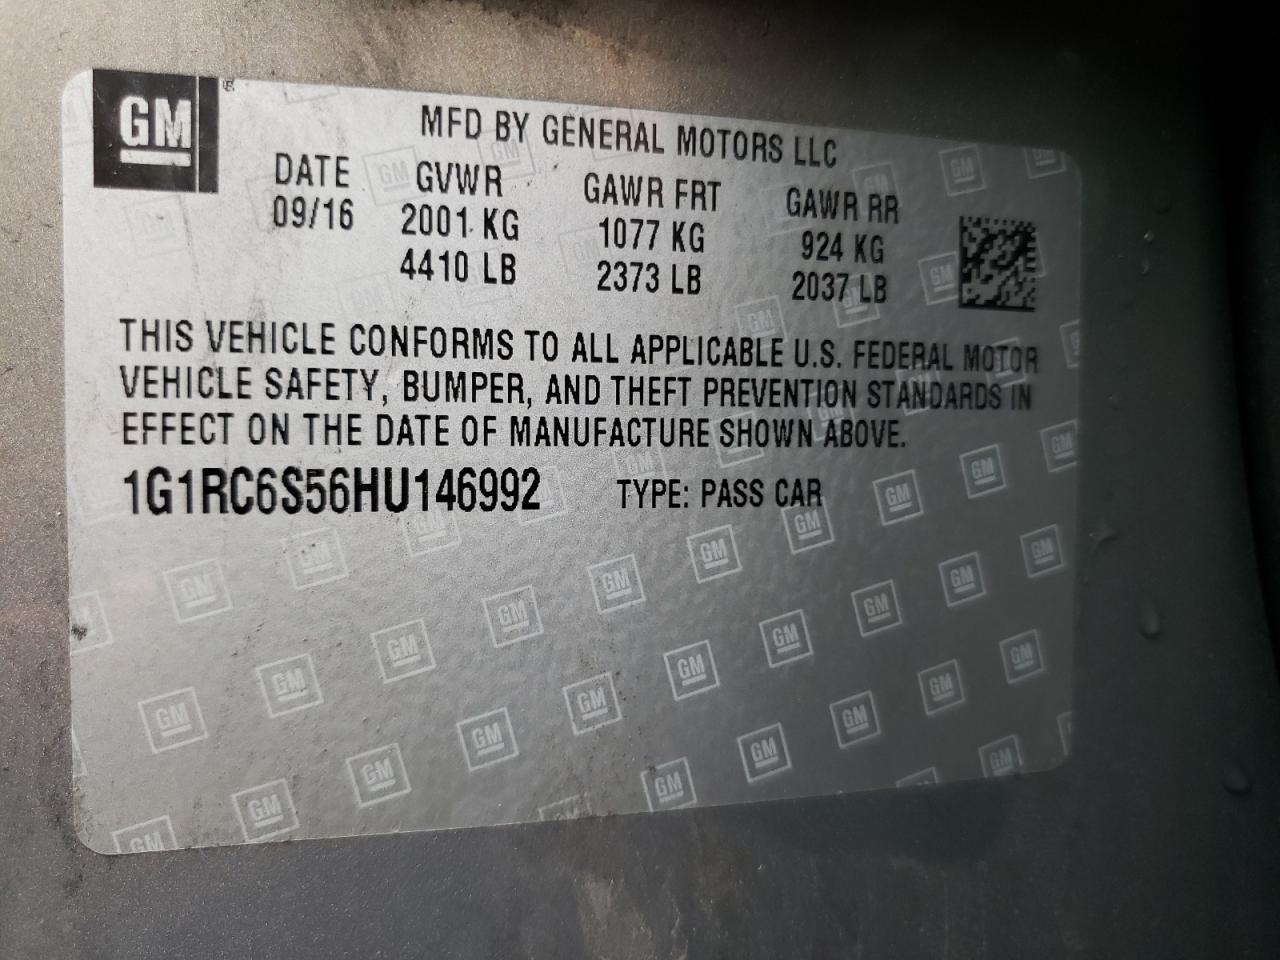 GM
MFD BY GENERAL MOTORS LLC
DATE GVWR GAWR FRT GAWR RR
09/16 2001 KG 1077 KG 924 KG
4410 LB 2373 LB 2037 LB
THIS VEHICLE CONFORMS TO ALL APPLICABLE U.S. FEDERAL MOTOR
VEHICLE SAFETY, BUMPER, AND THEFT PREVENTION STANDARDS IN
EFFECT ON THE DATE OF MANUFACTURE SHOWN ABOVE.
1G1RC6S56HU146992 TYPE: PASS CAR